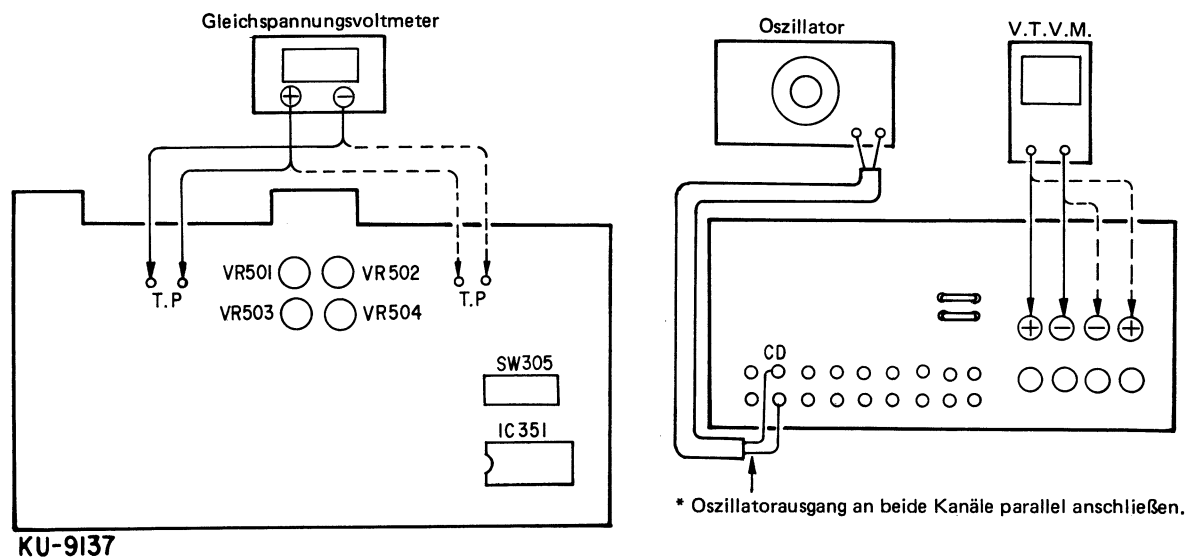 Gleichspannungsvoltmeter
+ −
T.P
VR501 VR502
VR503 VR504
T.P
SW305
IC351
KU-9137
Oszillator
V.T.V.M.
+ − − +
CD
* Oszillatorausgang an beide Kanäle parallel anschließen.